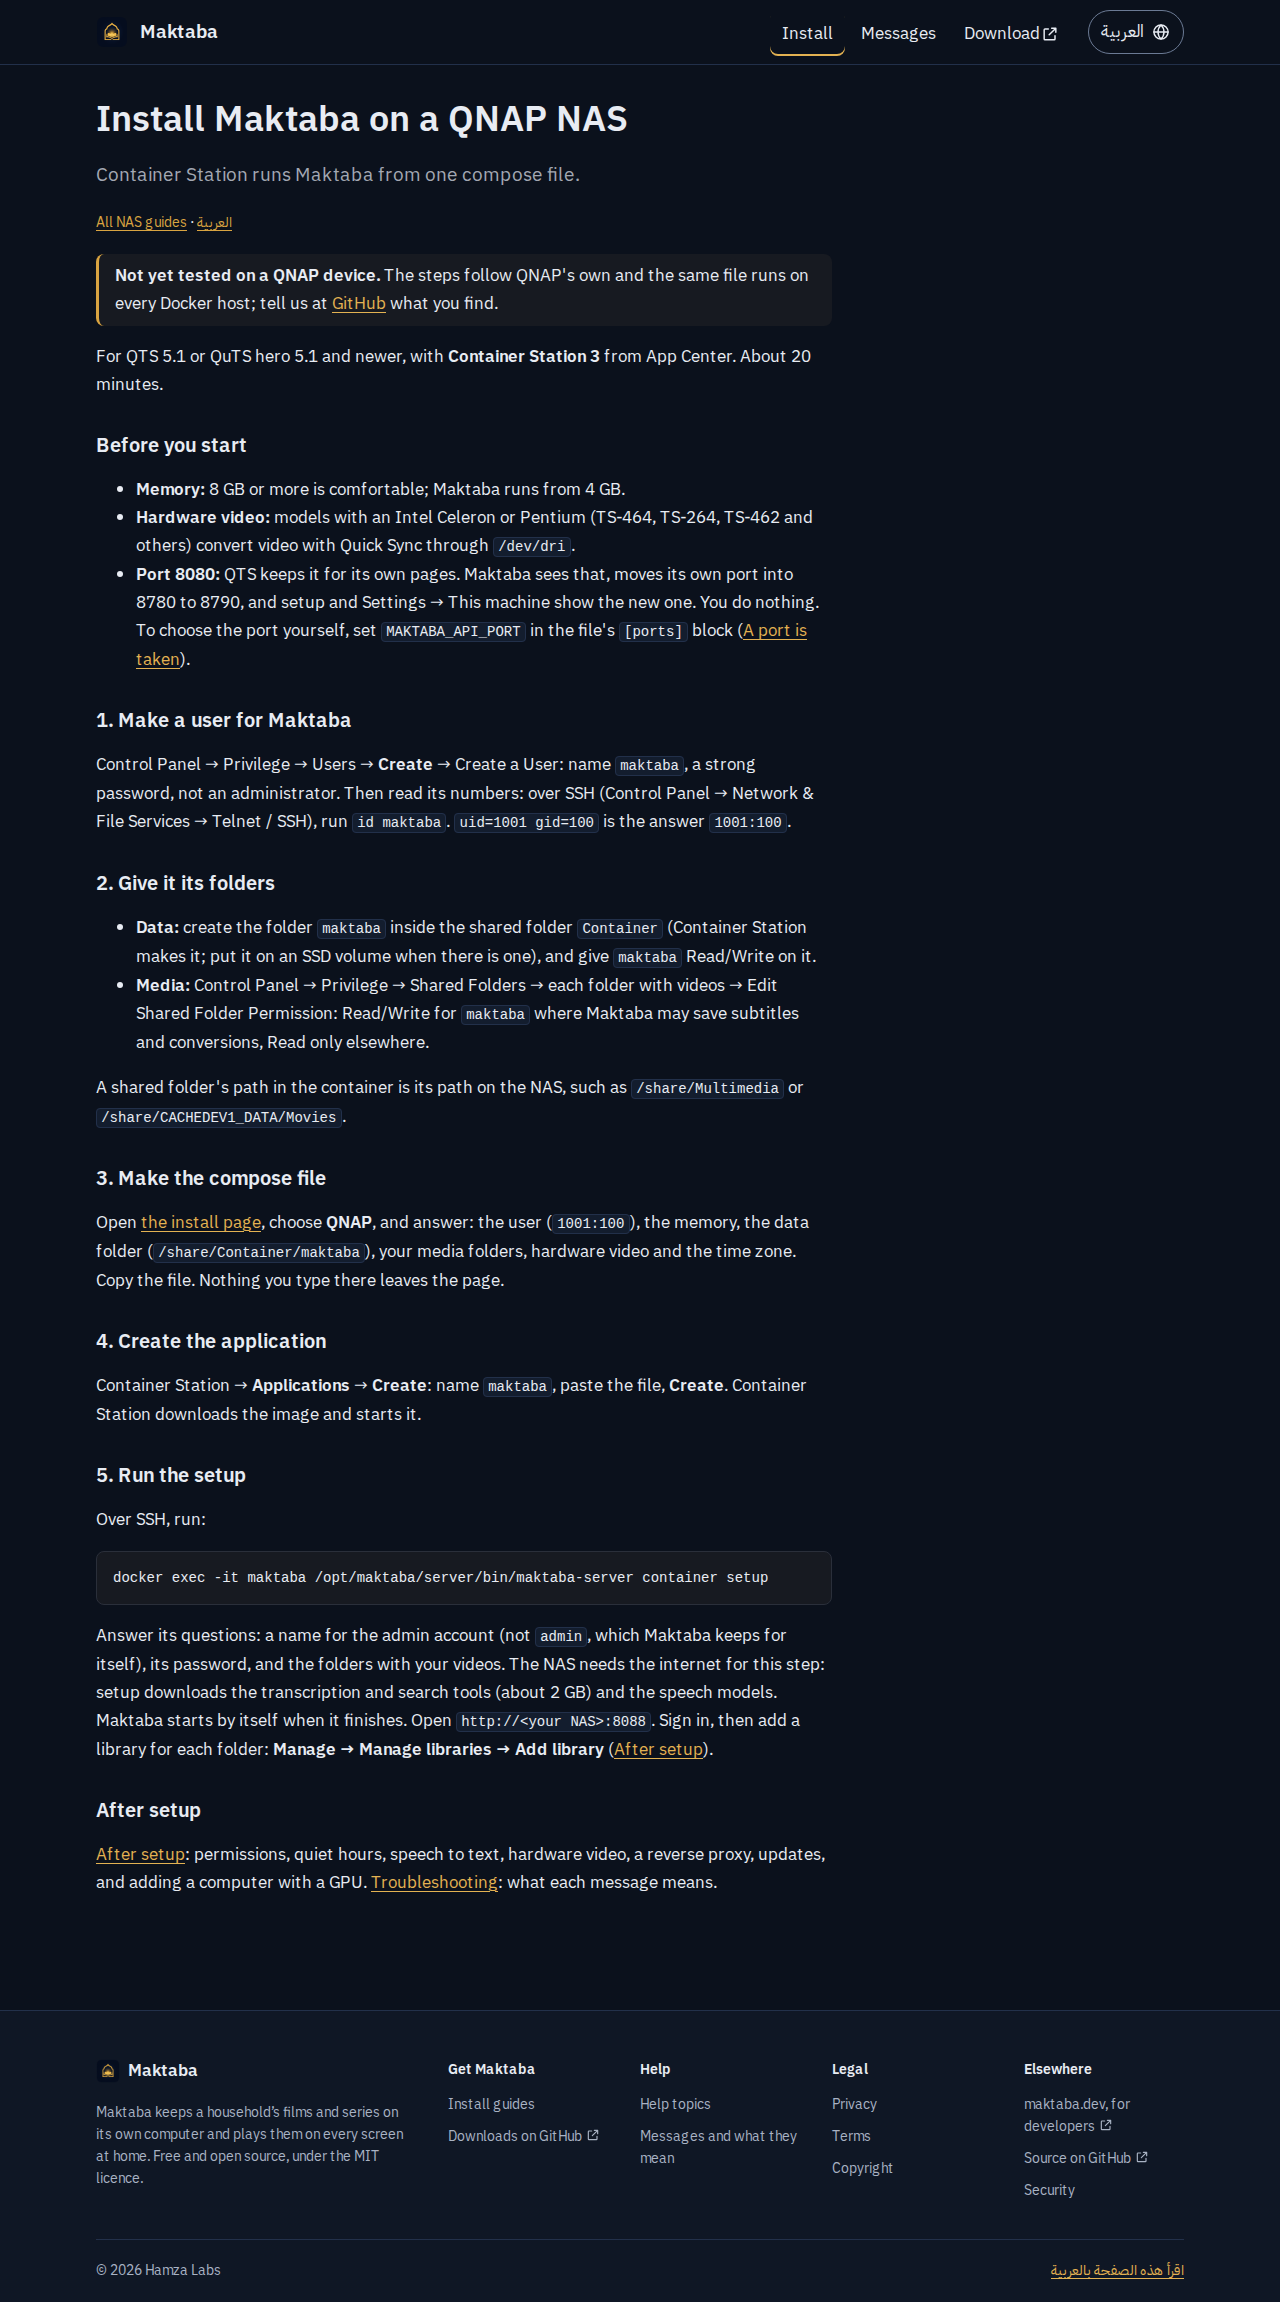 Maktaba
Install Messages Download العربية
Install Maktaba on a QNAP NAS
Container Station runs Maktaba from one compose file.
All NAS guides · العربية
Not yet tested on a QNAP device. The steps follow QNAP's own and the same file runs on
every Docker host; tell us at GitHub what you find.
For QTS 5.1 or QuTS hero 5.1 and newer, with Container Station 3 from App Center. About 20
minutes.
Before you start
• Memory: 8 GB or more is comfortable; Maktaba runs from 4 GB.
• Hardware video: models with an Intel Celeron or Pentium (TS-464, TS-264, TS-462 and
others) convert video with Quick Sync through /dev/dri.
• Port 8080: QTS keeps it for its own pages. Maktaba sees that, moves its own port into
8780 to 8790, and setup and Settings → This machine show the new one. You do nothing.
To choose the port yourself, set MAKTABA_API_PORT in the file's [ports] block (A port is
taken).
1. Make a user for Maktaba
Control Panel → Privilege → Users → Create → Create a User: name maktaba, a strong
password, not an administrator. Then read its numbers: over SSH (Control Panel → Network &
File Services → Telnet / SSH), run id maktaba. uid=1001 gid=100 is the answer 1001:100.
2. Give it its folders
• Data: create the folder maktaba inside the shared folder Container (Container Station
makes it; put it on an SSD volume when there is one), and give maktaba Read/Write on it.
• Media: Control Panel → Privilege → Shared Folders → each folder with videos → Edit
Shared Folder Permission: Read/Write for maktaba where Maktaba may save subtitles
and conversions, Read only elsewhere.
A shared folder's path in the container is its path on the NAS, such as /share/Multimedia or
/share/CACHEDEV1_DATA/Movies.
3. Make the compose file
Open the install page, choose QNAP, and answer: the user (1001:100), the memory, the data
folder (/share/Container/maktaba), your media folders, hardware video and the time zone.
Copy the file. Nothing you type there leaves the page.
4. Create the application
Container Station → Applications → Create: name maktaba, paste the file, Create. Container
Station downloads the image and starts it.
5. Run the setup
Over SSH, run:
docker exec -it maktaba /opt/maktaba/server/bin/maktaba-server container setup
Answer its questions: a name for the admin account (not admin, which Maktaba keeps for
itself), its password, and the folders with your videos. The NAS needs the internet for this step:
setup downloads the transcription and search tools (about 2 GB) and the speech models.
Maktaba starts by itself when it finishes. Open http://<your NAS>:8088. Sign in, then add a
library for each folder: Manage → Manage libraries → Add library (After setup).
After setup
After setup: permissions, quiet hours, speech to text, hardware video, a reverse proxy, updates,
and adding a computer with a GPU. Troubleshooting: what each message means.
Maktaba
Maktaba keeps a household's films and series on
its own computer and plays them on every screen
at home. Free and open source, under the MIT
licence.
Get Maktaba
Install guides
Downloads on GitHub
Help
Help topics
Messages and what they
mean
Legal
Privacy
Terms
Copyright
Elsewhere
maktaba.dev, for
developers
Source on GitHub
Security
© 2026 Hamza Labs
اقرأ هذه الصفحة بالعربية